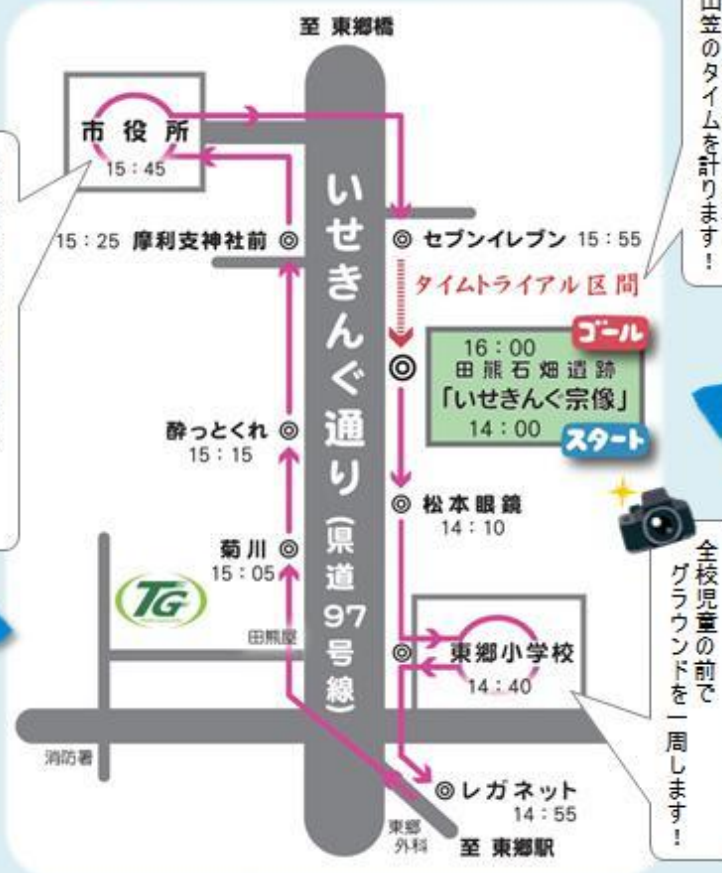 至 東郷橋
市 役 所
15：45
15：25 摩利支神社前
セブンイレブン 15：55
タイムトライアル区間
16：00
ゴール
田熊石畑遺跡
「いせきんぐ宗像」
14：00
スタート
酔っとくれ
15：15
松本眼鏡
14：10
菊川
15：05
TG
田熊屋
東郷小学校
14：40
いせきんぐ通り(県道97号線)
消防署
レガネット
14：55
東郷
外科
至 東郷駅
笠のタイムを計ります！
全校児童の前で
グラウンドを一周します！